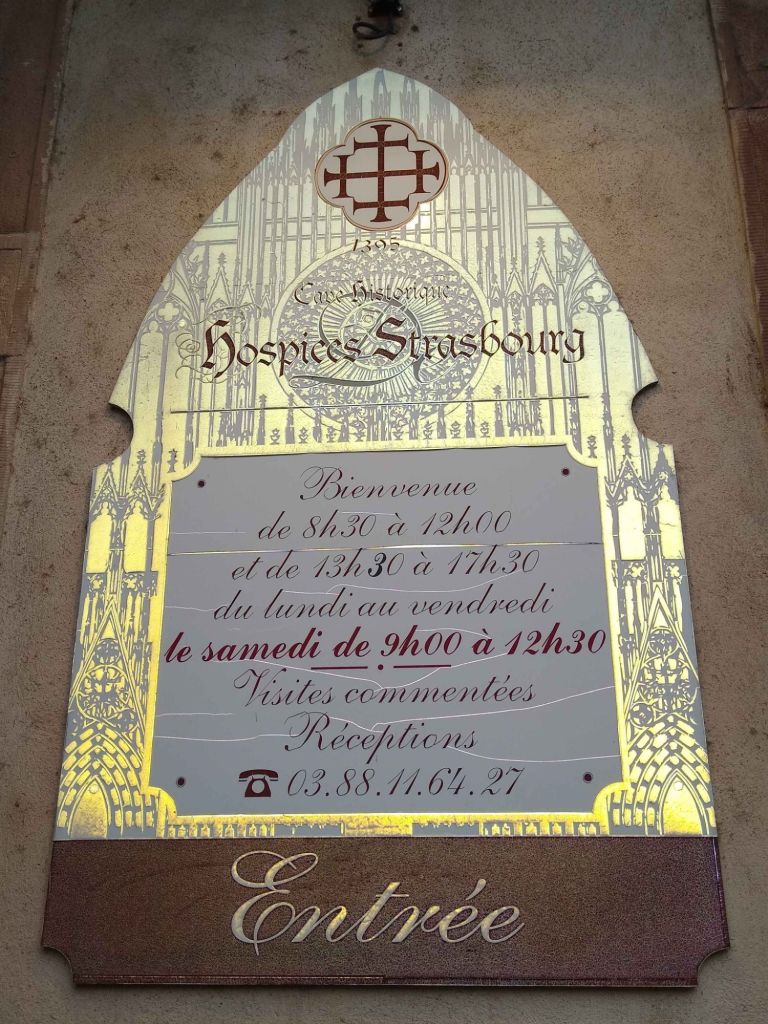 1395
Cave Historique
Hospices Strasbourg
Bienvenue
de 8h30 à 12h00
et de 13h30 à 17h30
du lundi au vendredi
le samedi de 9h00 à 12h30
Visites commentées
Réceptions
☎ 03.88.11.64.27
Entrée